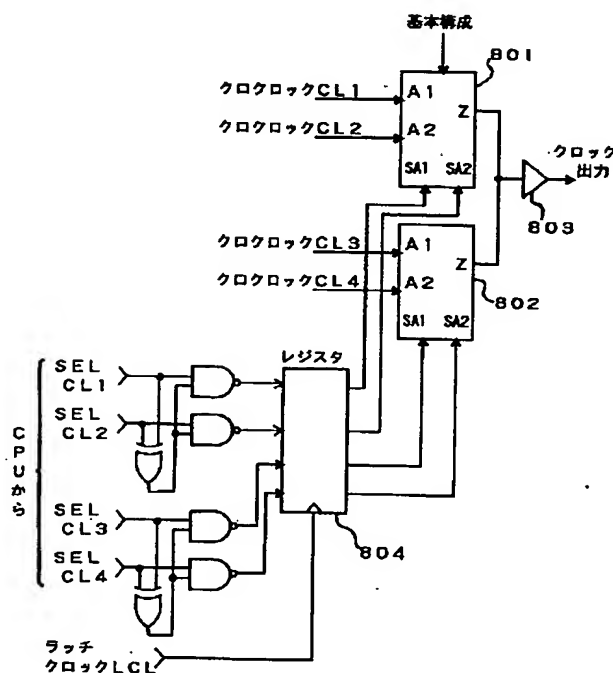 基本構成
801
クロクロックCL1
A1
Z
クロクロックCL2
A2
SA1 SA2
クロック
出力
803
クロクロックCL3
A1
Z
クロクロックCL4
A2
802
SA1 SA2
レジスタ
CPUから
SEL
CL1
SEL
CL2
SEL
CL3
SEL
CL4
804
ラッチ
クロックLCL